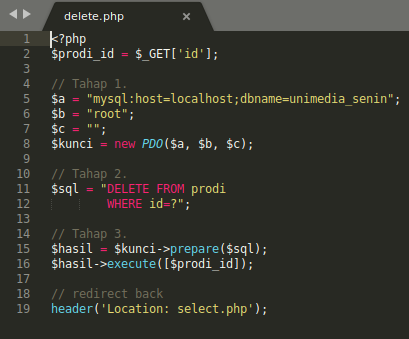 delete.php ×
1 <?php
2 $prodi_id = $_GET['id'];
3
4 // Tahap 1.
5 $a = "mysql:host=localhost;dbname=unimedia_senin";
6 $b = "root";
7 $c = "";
8 $kunci = new PDO($a, $b, $c);
9
10 // Tahap 2.
11 $sql = "DELETE FROM prodi
12 WHERE id=?";
13
14 // Tahap 3.
15 $hasil = $kunci->prepare($sql);
16 $hasil->execute([$prodi_id]);
17
18 // redirect back
19 header('Location: select.php');